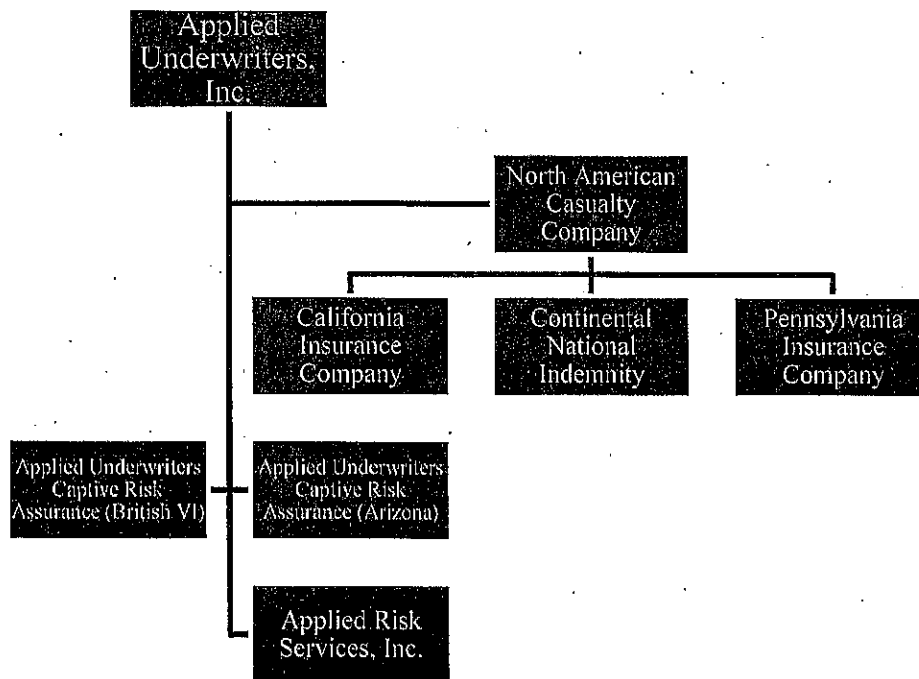 Applied
Underwriters,
Inc.
North American
Casualty
Company
California
Insurance
Company
Continental
National
Indemnity
Pennsylvania
Insurance
Company
Applied Underwriters
Captive Risk
Assurance (British VI)
Applied Underwriters
Captive Risk
Assurance (Arizona)
Applied Risk
Services, Inc.